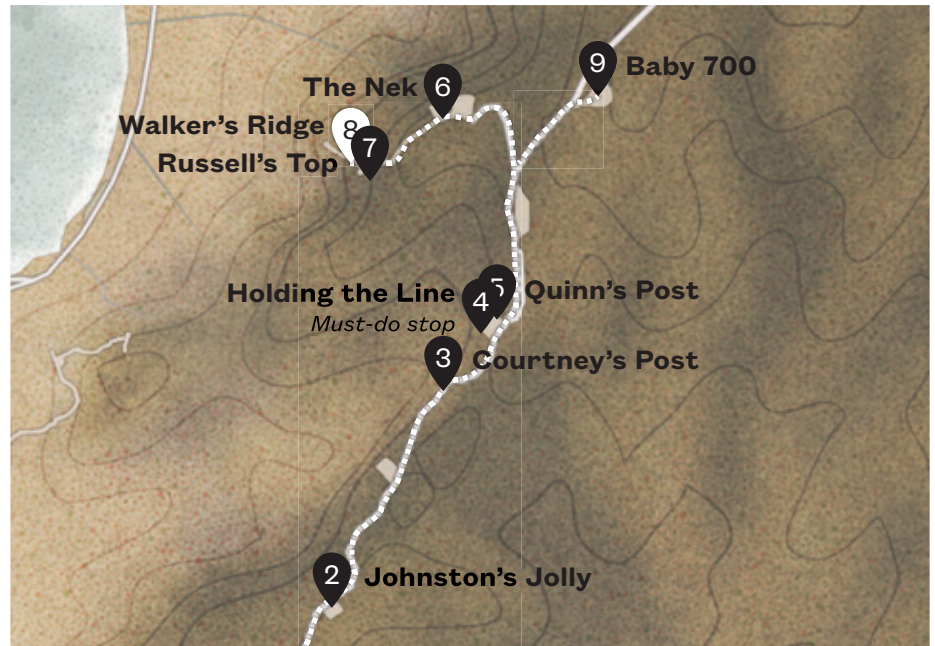 9 Baby 700
The Nek 6
Walker's Ridge 8
Russell's Top 7
Holding the Line 4
Must-do stop
5 Quinn's Post
3 Courtney's Post
2 Johnston's Jolly